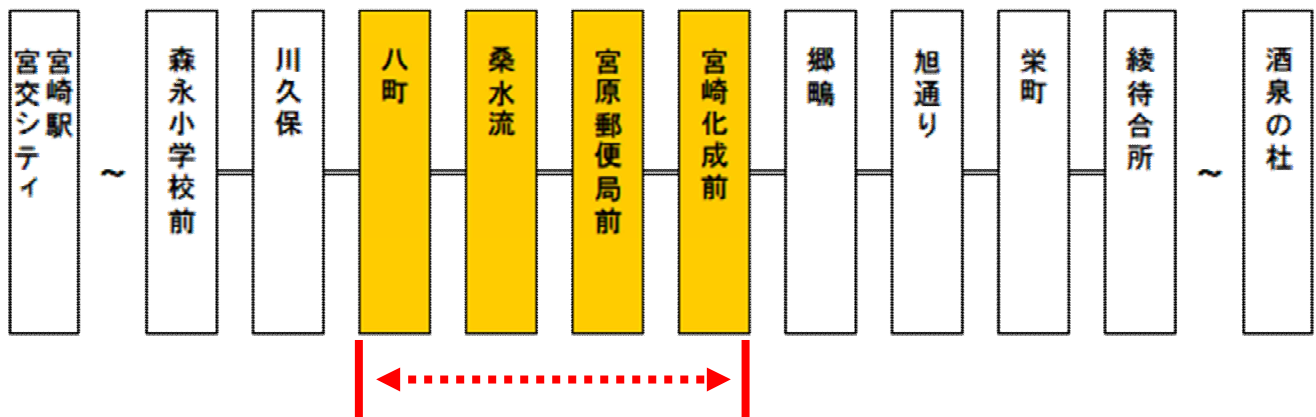 宮崎駅
宮交シティ
～
森永小学校前
川久保
八町
桑水流
宮原郵便局前
宮崎化成前
郷鴫
旭通り
栄町
綾待合所
～
酒泉の杜